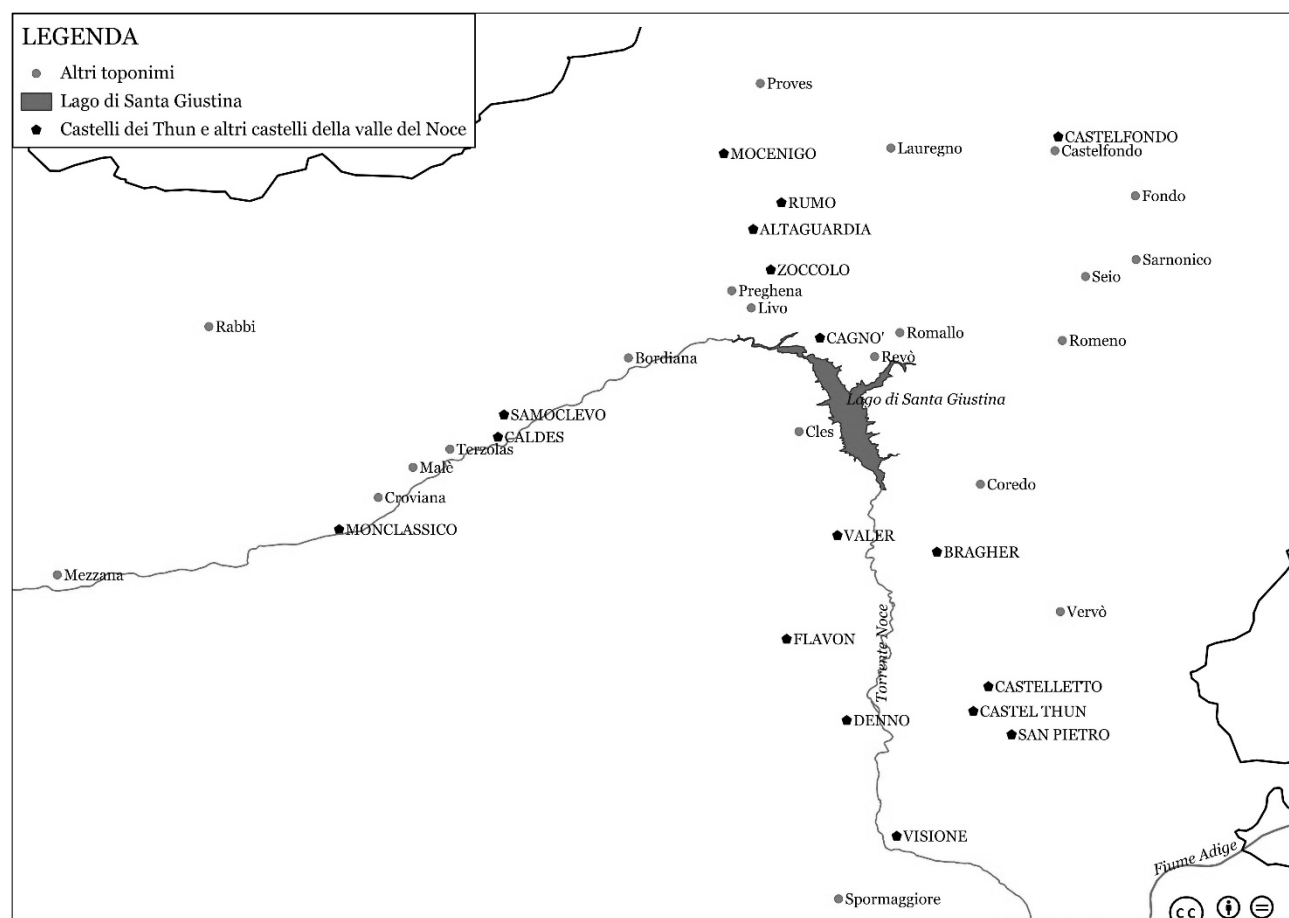 LEGENDA
Altri toponimi
Lago di Santa Giustina
Castelli dei Thun e altri castelli della valle del Noce
Proves
CASTELFONDO
Castelfondo
Lauregno
MOCENIGO
Fondo
RUMO
ALTAGUARDIA
Sarnonico
ZOCCOLO
Seio
Preghena
Livo
Rabbi
Romallo
CAGNO'
Romeno
Revò
Bordiana
Lago di Santa Giustina
SAMOCLEVO
Cles
CALDES
Terzolas
Malè
Coredo
Croviana
MONCLASSICO
VALER
BRAGHER
Mezzana
Vervò
FLAVON
Torrente Noce
CASTELLETTO
CASTEL THUN
DENNO
SAN PIETRO
VISIONE
Fiume Adige
Spormaggiore
cc